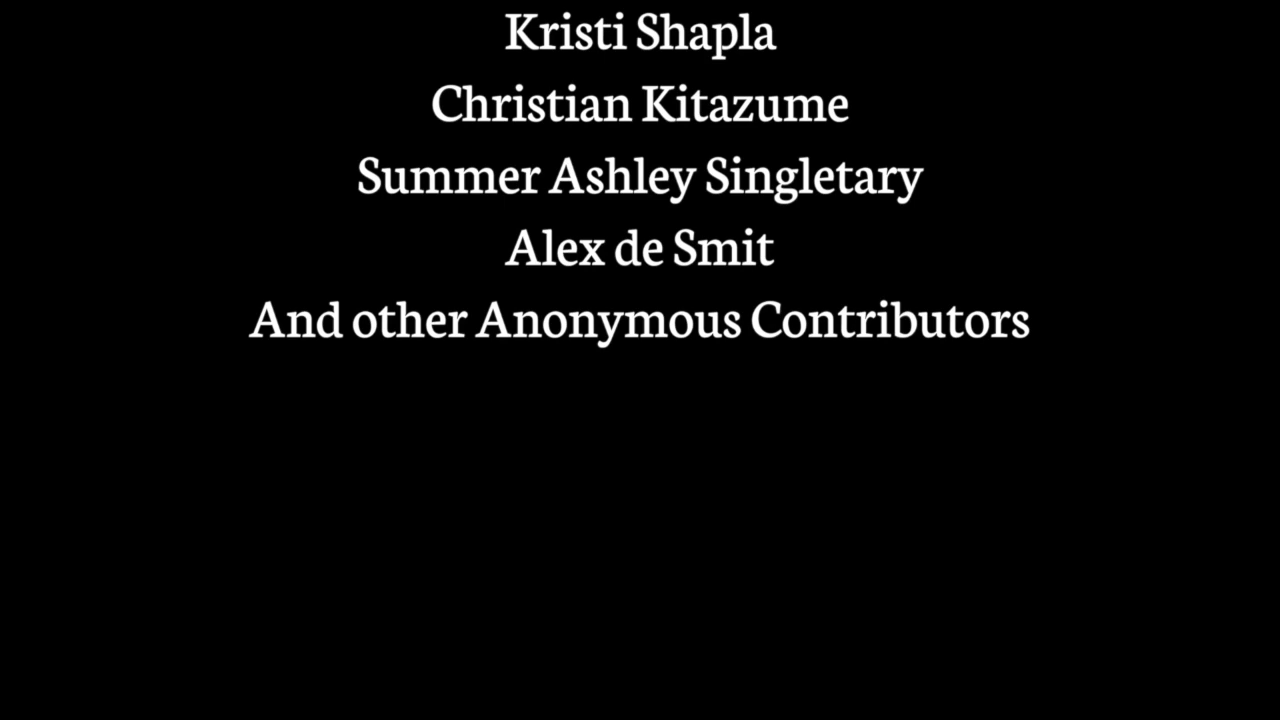 Kristi Shapla
Christian Kitazume
Summer Ashley Singletary
Alex de Smit
And other Anonymous Contributors